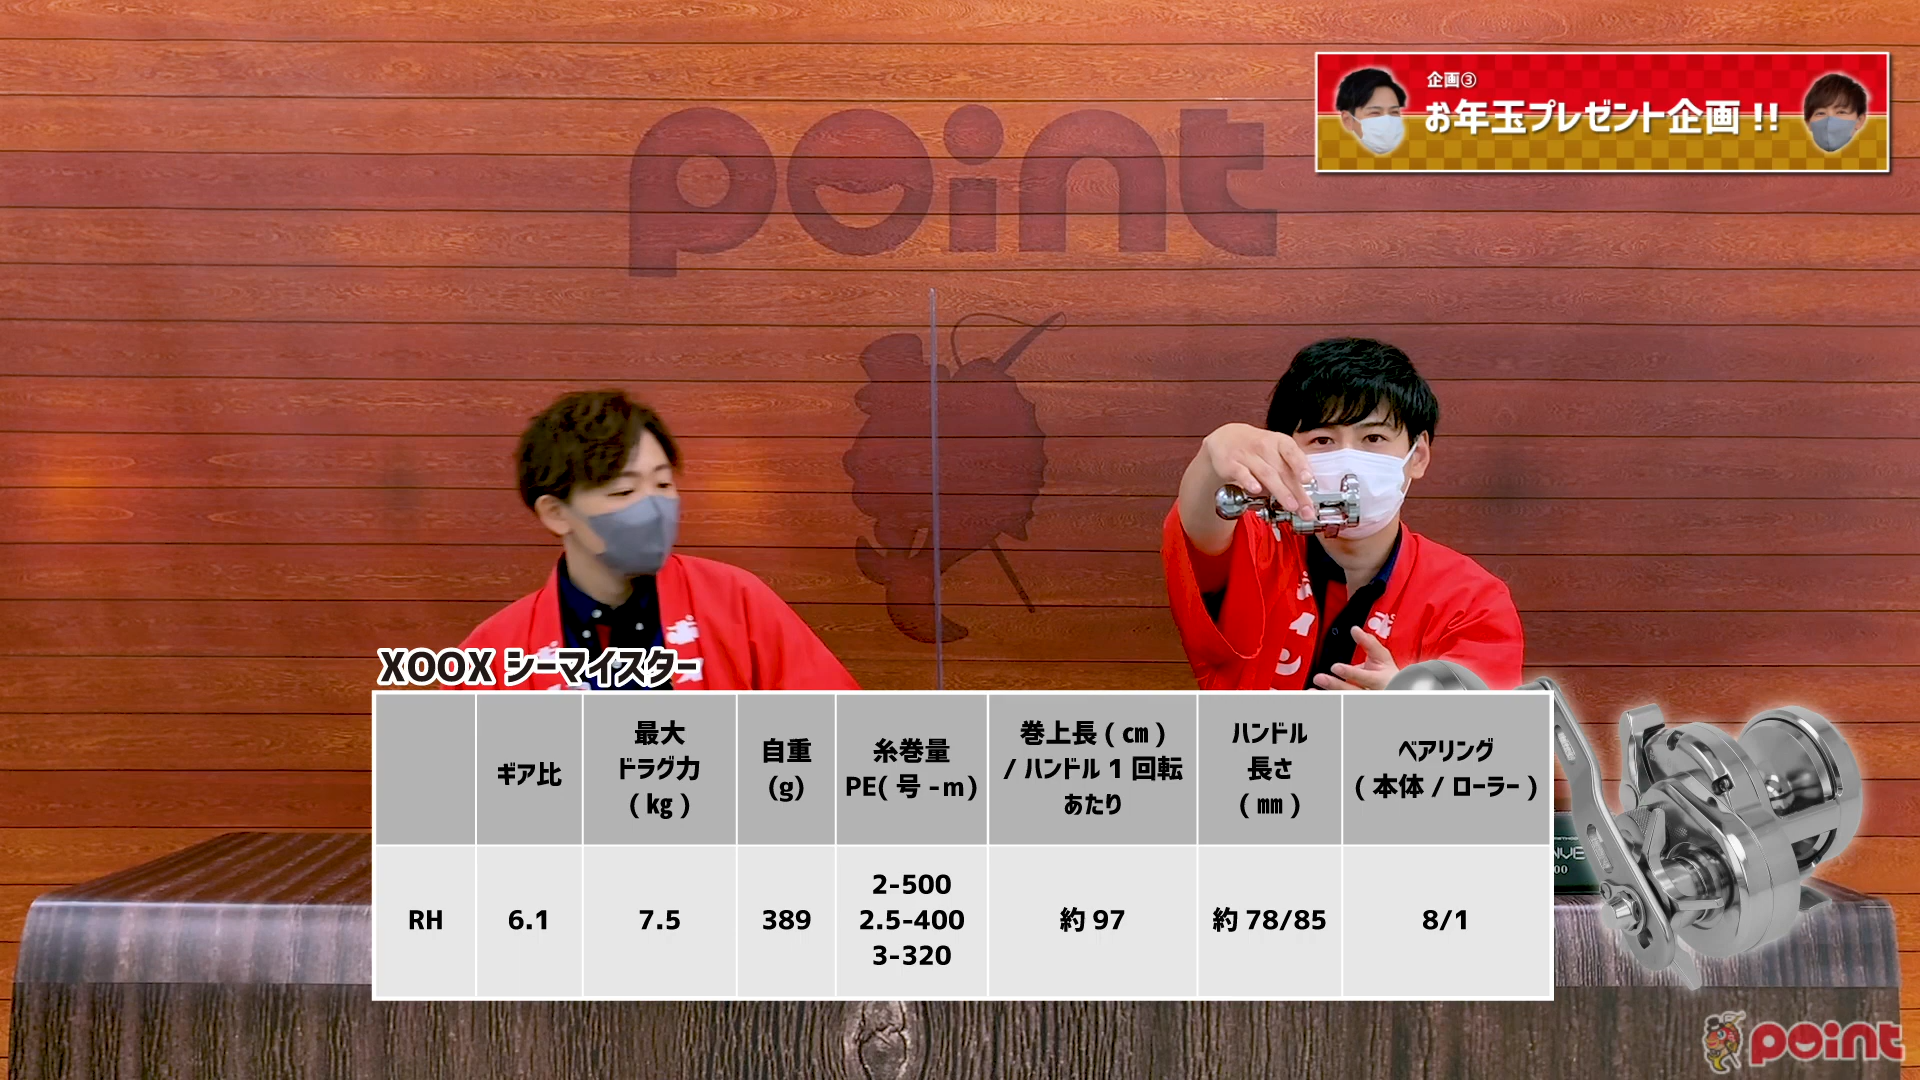 point
企画③
お年玉プレゼント企画!!
ポイント
XOOX シーマイスター
ギア比
最大
ドラグ力
(㎏)
自重
(g)
糸巻量
PE(号-m)
巻上長(㎝)
/ハンドル1回転
あたり
ハンドル
長さ
(㎜)
ベアリング
(本体/ローラー)
RH
6.1
7.5
389
2-500
2.5-400
3-320
約97
約78/85
8/1
point